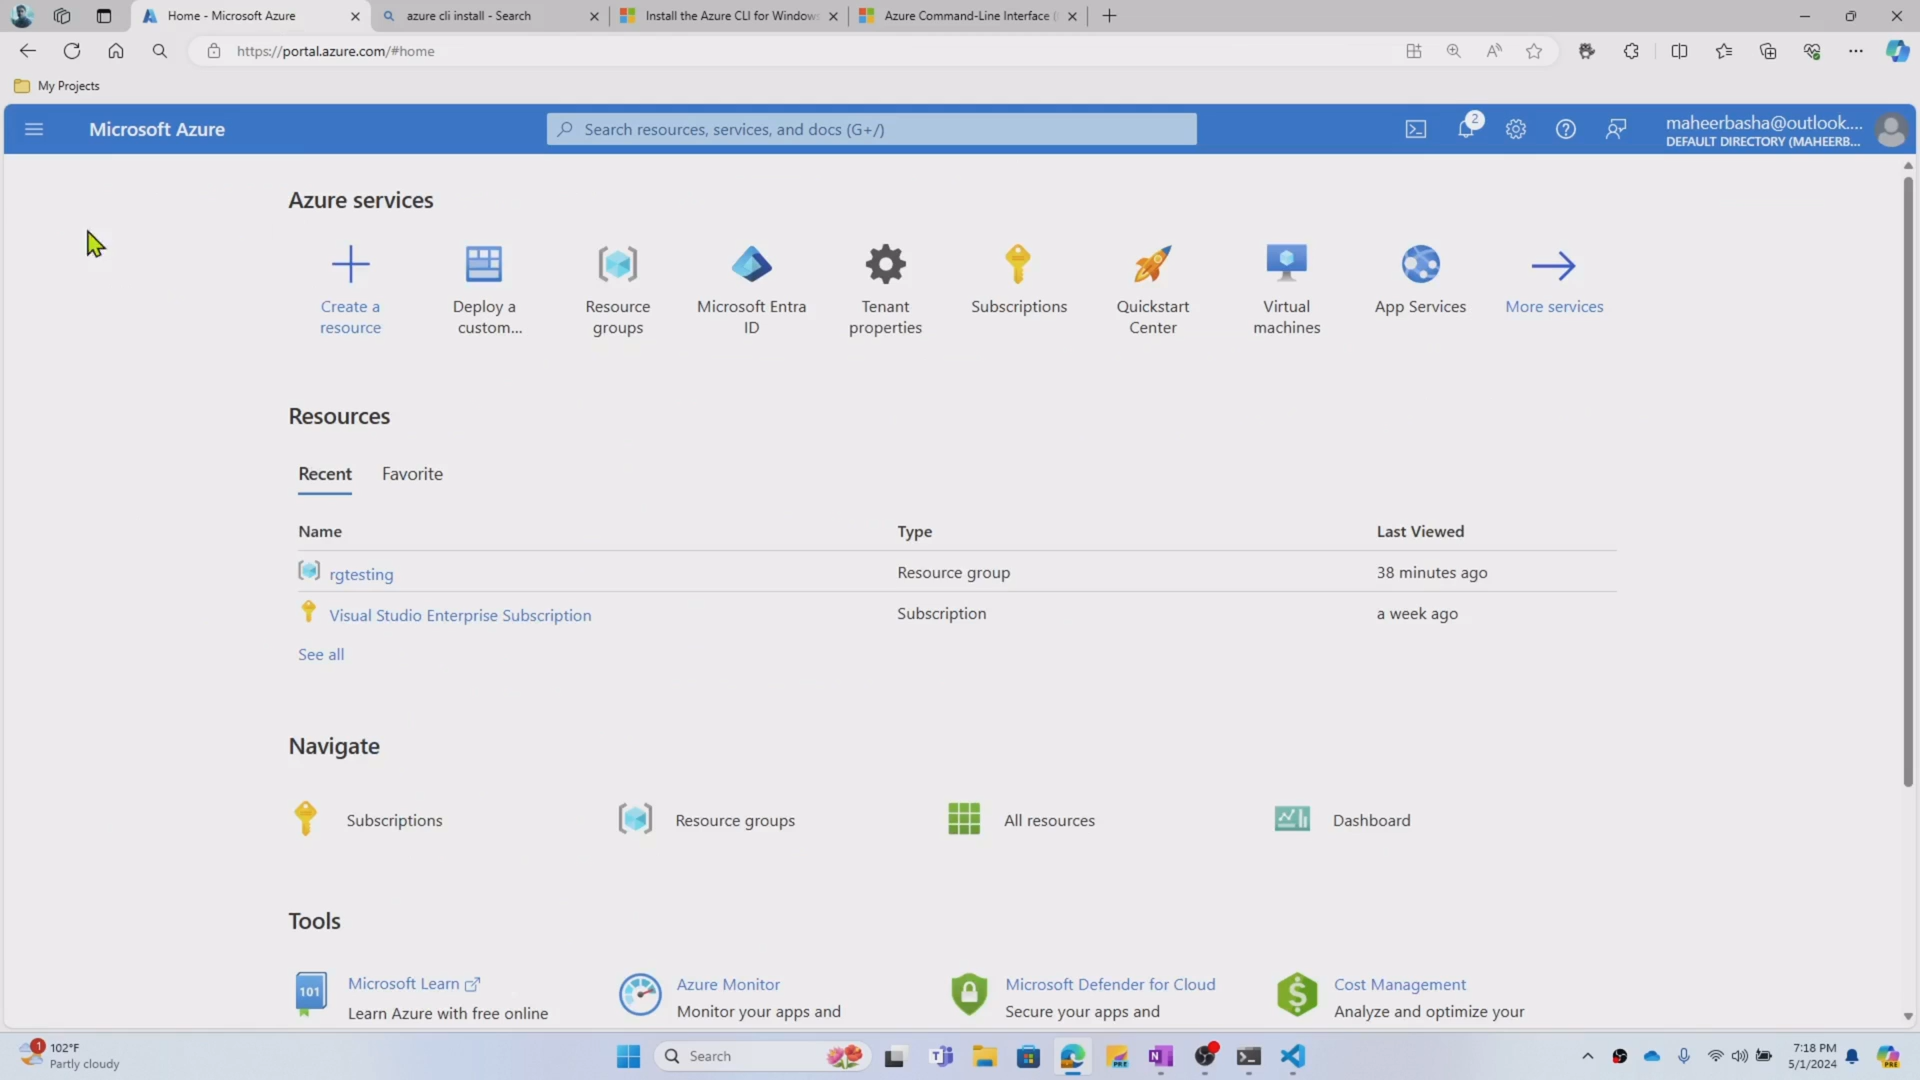 Home - Microsoft Azure
azure cli install - Search
Install the Azure CLI for Windows
Azure Command-Line Interface (
https://portal.azure.com/#home
My Projects
Microsoft Azure
Search resources, services, and docs (G+/)
2
maheerbasha@outlook....
DEFAULT DIRECTORY (MAHEERB...
Azure services
Create a
resource
Deploy a
custom...
Resource
groups
Microsoft Entra
ID
Tenant
properties
Subscriptions
Quickstart
Center
Virtual
machines
App Services
More services
Resources
Recent
Favorite
Name
Type
Last Viewed
rgtesting
Resource group
38 minutes ago
Visual Studio Enterprise Subscription
Subscription
a week ago
See all
Navigate
Subscriptions
Resource groups
All resources
Dashboard
Tools
101
Microsoft Learn
Learn Azure with free online
Azure Monitor
Monitor your apps and
Microsoft Defender for Cloud
Secure your apps and
Cost Management
Analyze and optimize your
1
102°F
Partly cloudy
Search
PRE
7:18 PM
5/1/2024
PRE